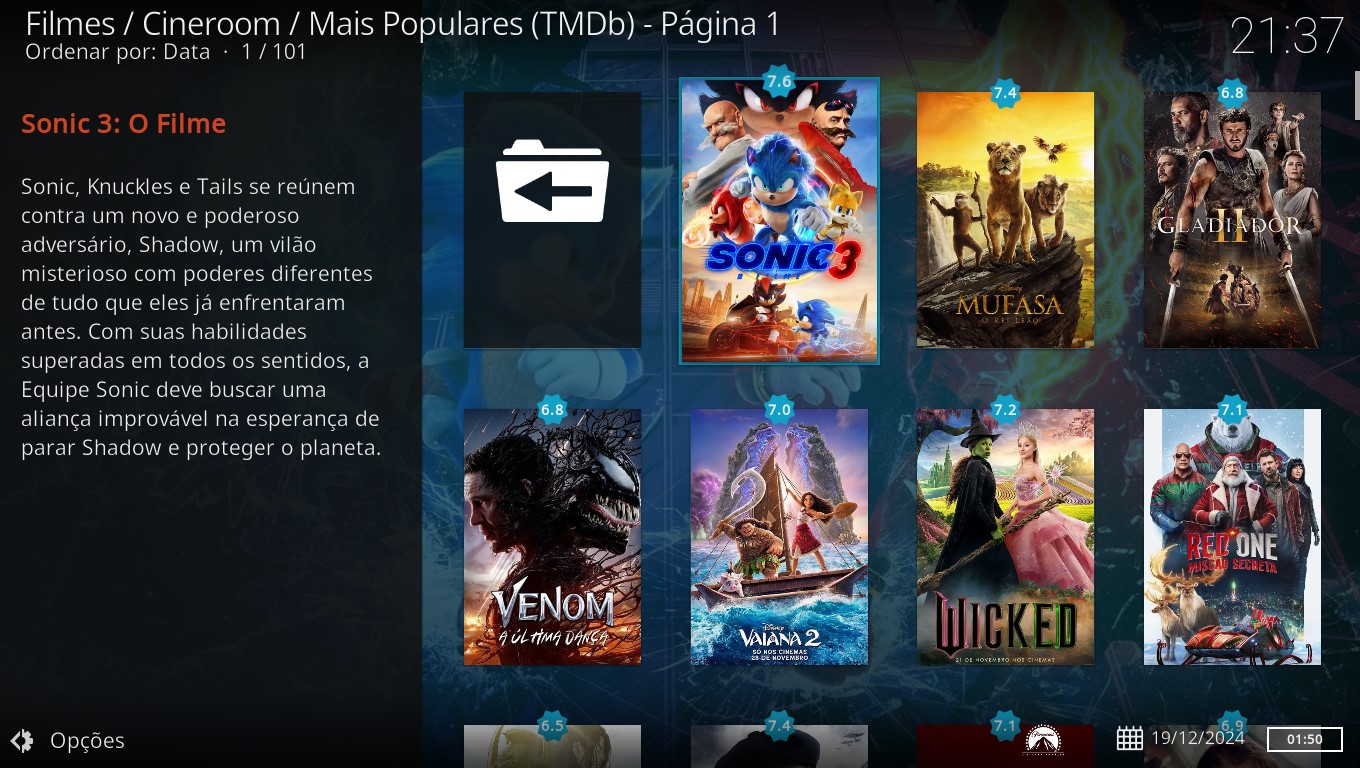 Filmes / Cineroom / Mais Populares (TMDb) - Página 1
Ordenar por: Data · 1 / 101
21:37
Sonic 3: O Filme
Sonic, Knuckles e Tails se reúnem
contra um novo e poderoso
adversário, Shadow, um vilão
misterioso com poderes diferentes
de tudo que eles já enfrentaram
antes. Com suas habilidades
superadas em todos os sentidos, a
Equipe Sonic deve buscar uma
aliança improvável na esperança de
parar Shadow e proteger o planeta.
7.6
SONIC 3
7.4
Disney
MUFASA
O REI LEÃO
6.8
GLADIADOR
II
6.8
VENOM
A ÚLTIMA DANÇA
7.0
Disney
VAIANA 2
SÓ NOS CINEMAS
28 DE NOVEMBRO
7.2
WICKED
21 DE NOVEMBRO NOS CINEMAS
7.1
RED ONE
MISSÃO SECRETA
6.5
7.4
7.1
6.9
Opções
Paramount
19/12/2024
01:50